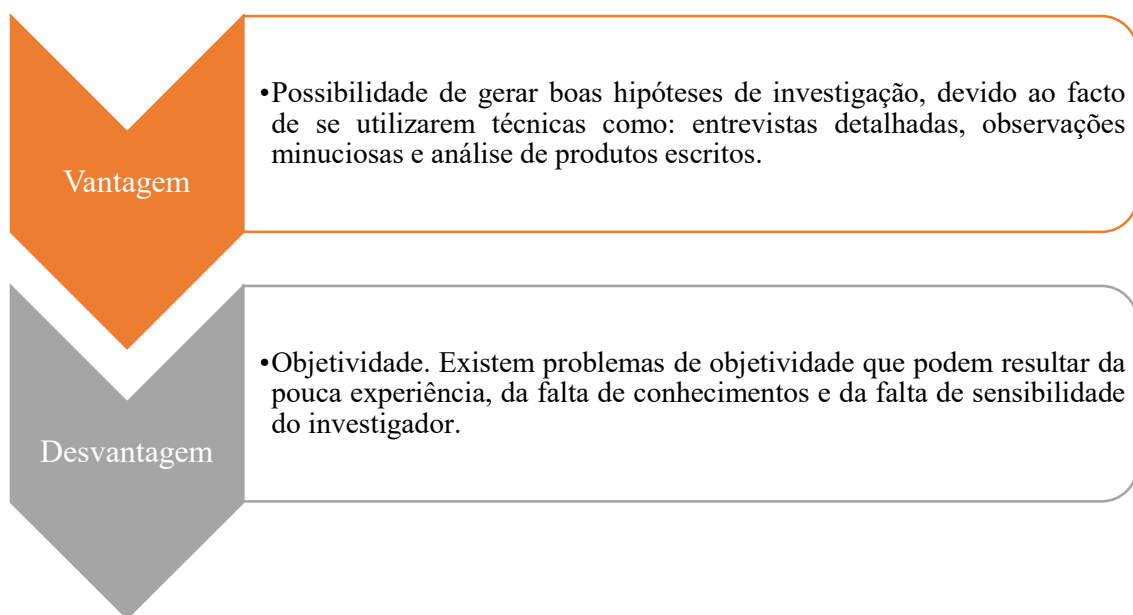 Vantagem
•Possibilidade de gerar boas hipóteses de investigação, devido ao facto
de se utilizarem técnicas como: entrevistas detalhadas, observações
minuciosas e análise de produtos escritos.
Desvantagem
•Objetividade. Existem problemas de objetividade que podem resultar da
pouca experiência, da falta de conhecimentos e da falta de sensibilidade
do investigador.